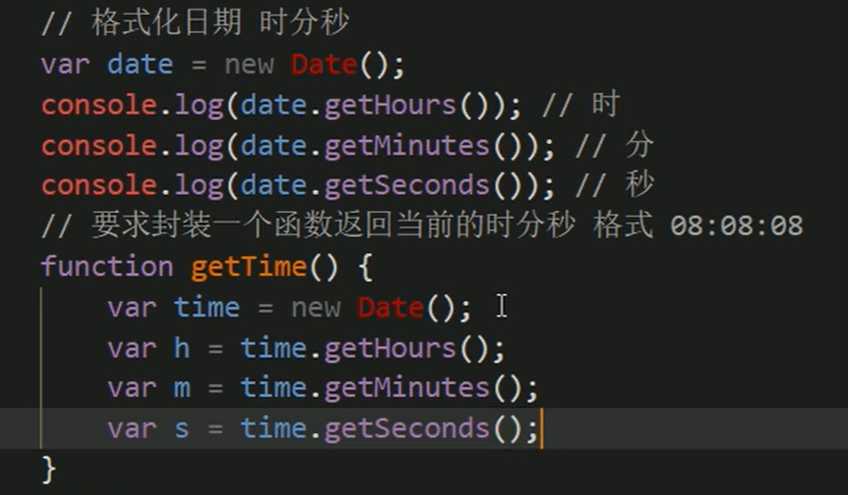 // 格式化日期 时分秒
var date = new Date();
console.log(date.getHours()); // 时
console.log(date.getMinutes()); // 分
console.log(date.getSeconds()); // 秒
// 要求封装一个函数返回当前的时分秒 格式 08:08:08
function getTime() {
    var time = new Date();
    var h = time.getHours();
    var m = time.getMinutes();
    var s = time.getSeconds();
}